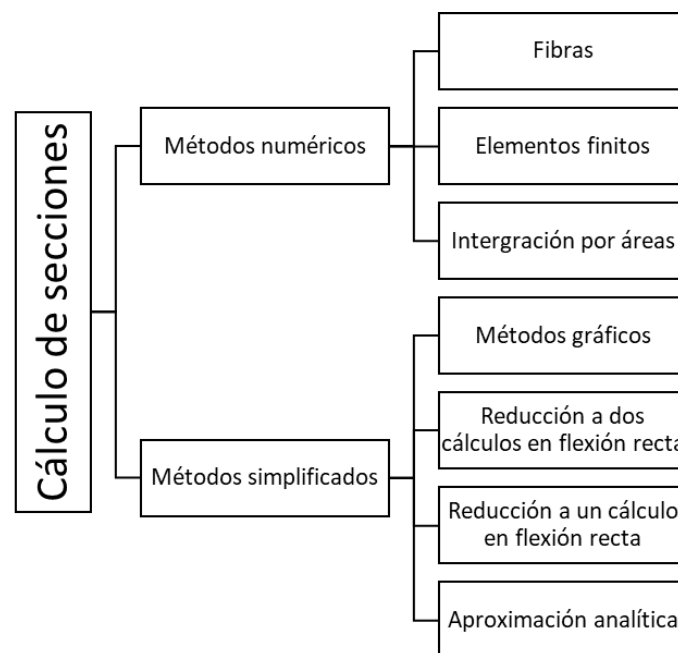 Cálculo de secciones
Métodos numéricos
Fibras
Elementos finitos
Intergración por áreas
Métodos simplificados
Métodos gráficos
Reducción a dos
cálculos en flexión recta
Reducción a un cálculo
en flexión recta
Aproximación analítica